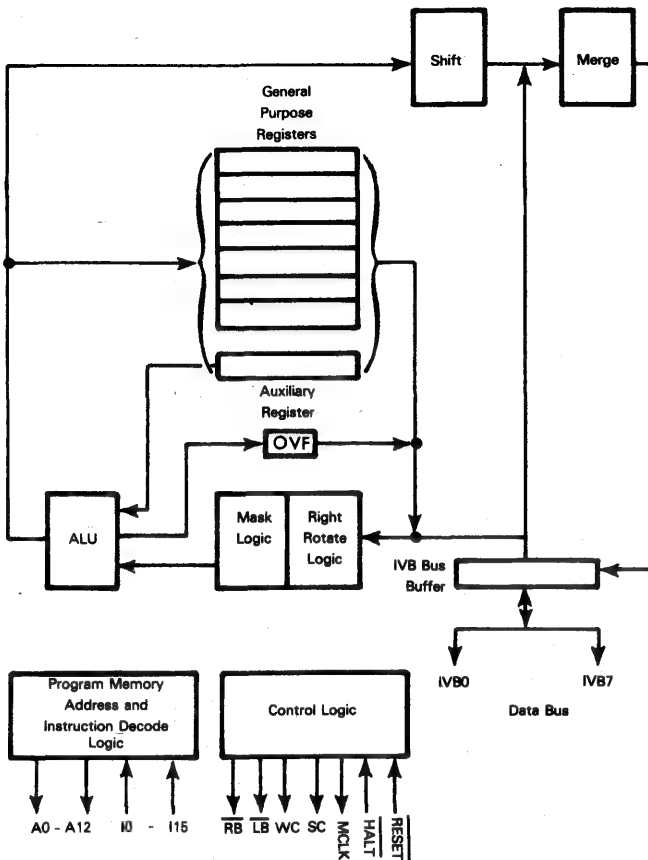 Shift
Merge
General
Purpose
Registers
Auxiliary
Register
OVF
ALU
Mask
Logic
Right
Rotate
Logic
IVB Bus
Buffer
IVB0
IVB7
Data Bus
Program Memory
Address and
Instruction Decode
Logic
Control Logic
A0 - A12 I0 - I15
RB LB WC SC MCLK HALT RESET